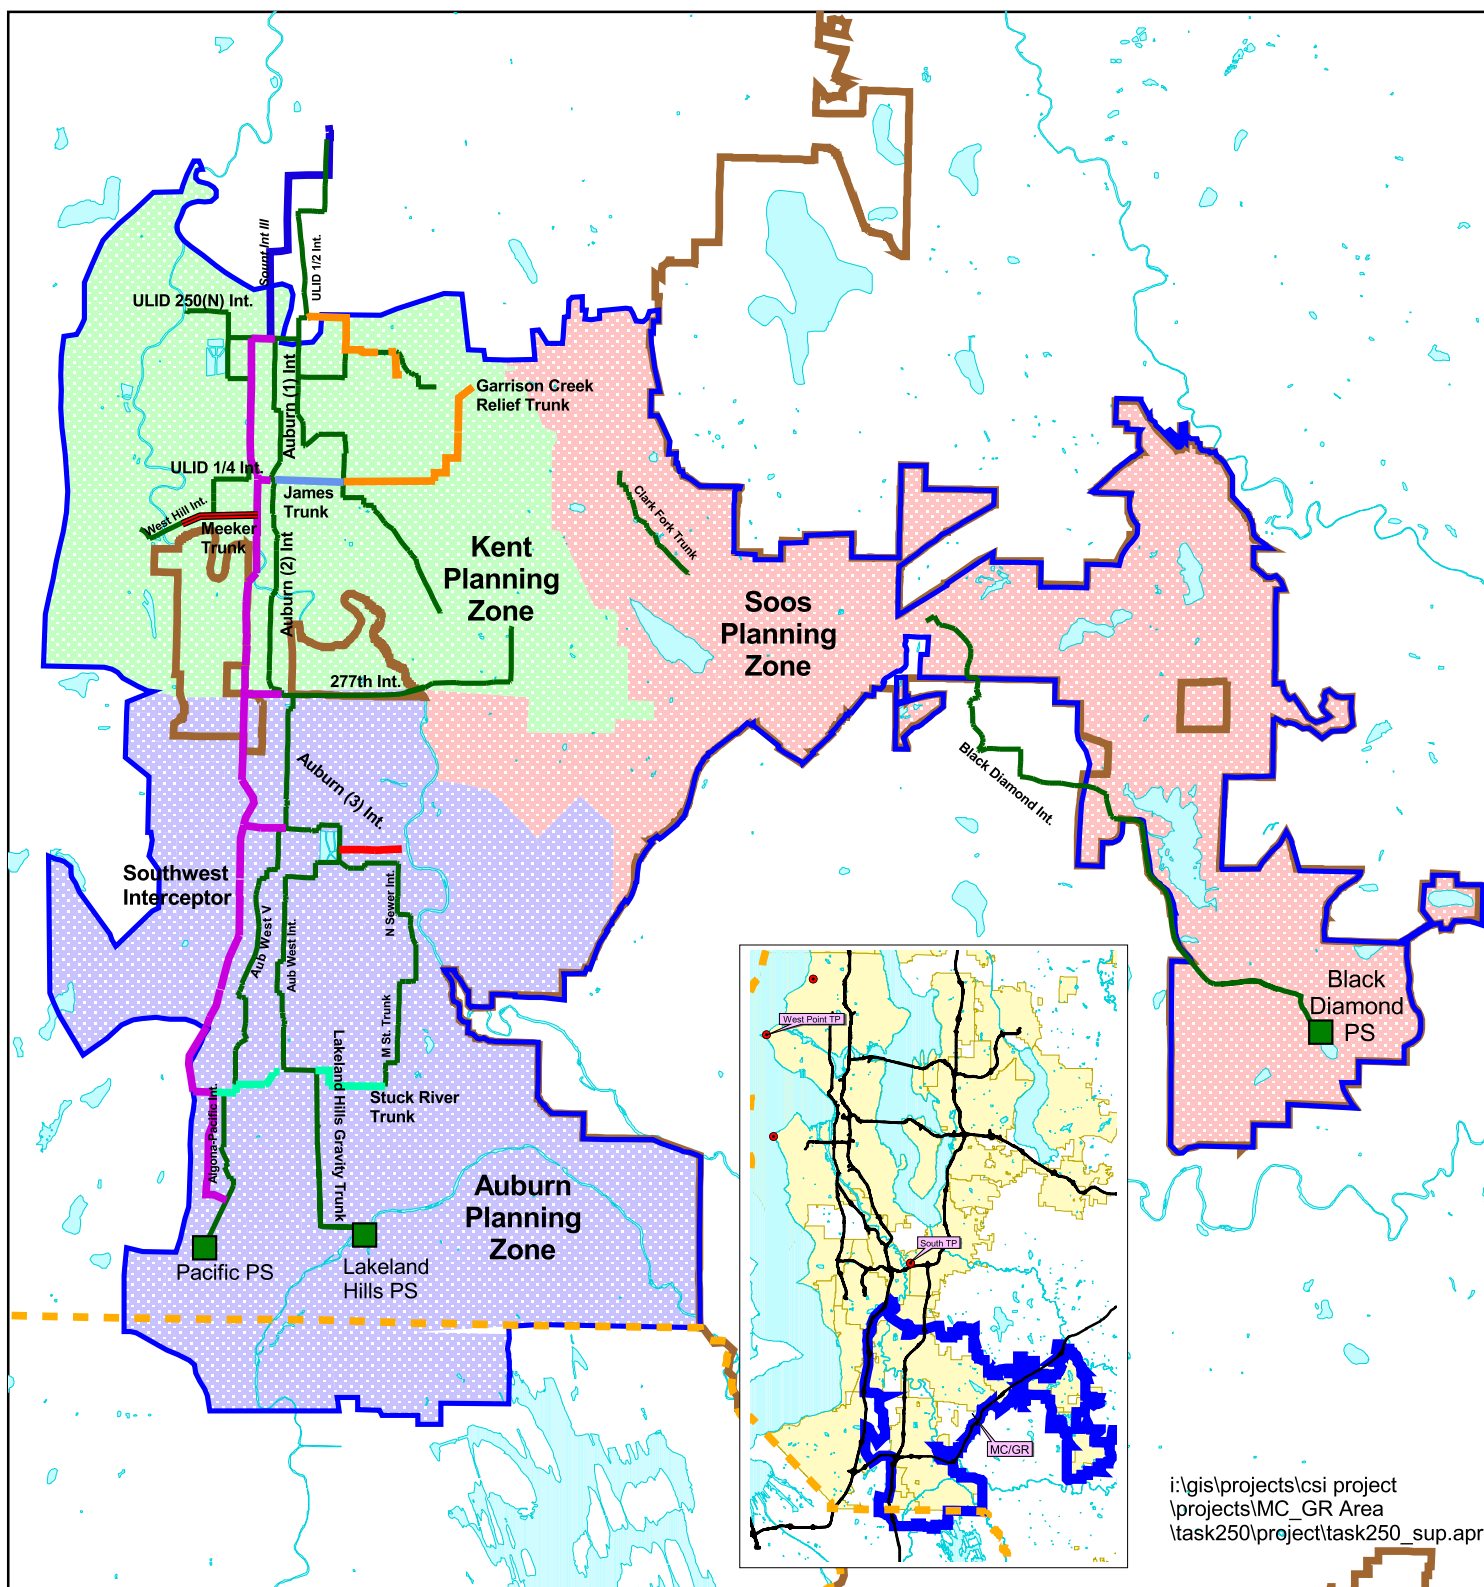 Sount Int III
ULID 1/2 Int.
ULID 250(N) Int.
Auburn (1) Int
Garrison Creek
Relief Trunk
ULID 1/4 Int.
James
Trunk
West Hill Int.
Meeker
Trunk
Clark Fork Trunk
Auburn (2) Int
Kent
Planning
Zone
Soos
Planning
Zone
277th Int.
Black Diamond Int.
Auburn (3) Int.
Southwest
Interceptor
N Sewer Int.
Aub West V
Aub West Int.
M St. Trunk
Lakeland Hills Gravity Trunk
Black
Diamond
PS
West Point TP
Algona-Pacific Int.
Stuck River
Trunk
Auburn
Planning
Zone
South TP
Pacific PS
Lakeland
Hills PS
MC/GR
i:\gis\projects\csi project
\projects\MC_GR Area
\task250\project\task250_sup.apr